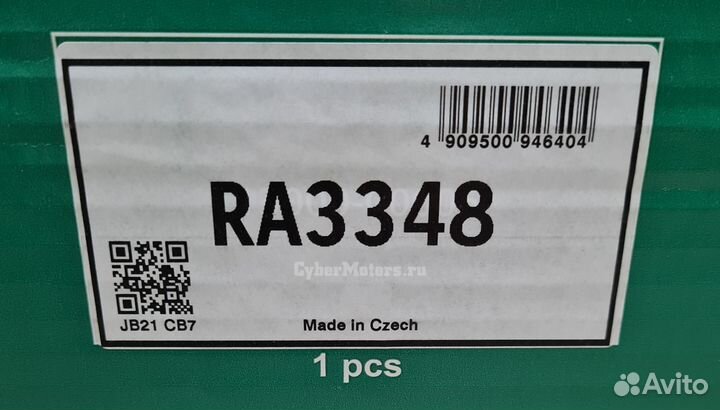 4 909500 946404
RA3348
CyberMotors.ru
JB21 CB7
Made in Czech
1 pcs
Avito